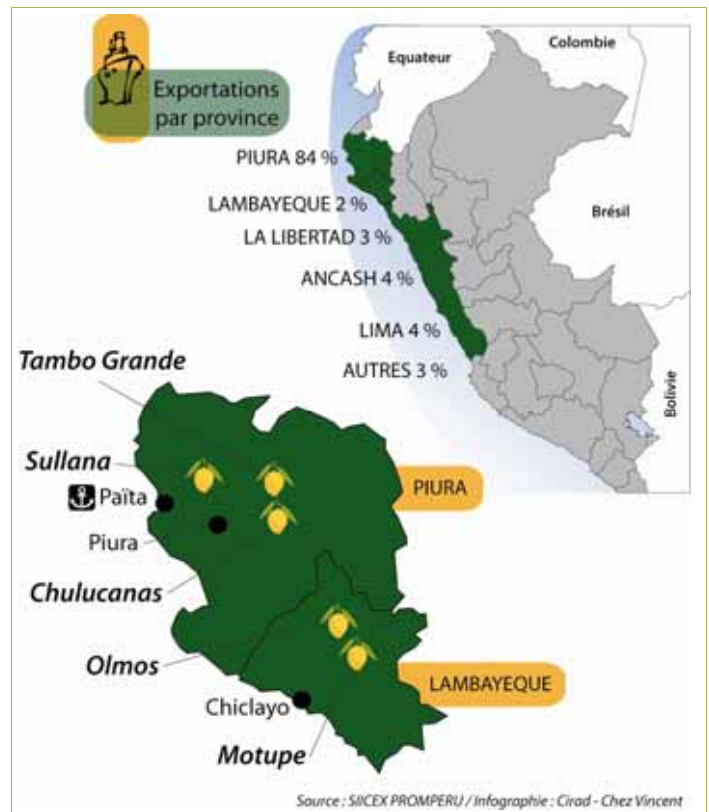 Exportations
par province
Equateur
Colombie
Brésil
Bolivie
PIURA 84 %
LAMBAYEQUE 2 %
LA LIBERTAD 3 %
ANCASH 4 %
LIMA 4 %
AUTRES 3 %
Tambo Grande
Sullana
Païta
Piura
Chulucanas
Olmos
Chiclayo
Motupe
PIURA
LAMBAYEQUE
Source : SIICEX PROMPERU / Infographie : Cirad - Chez Vincent